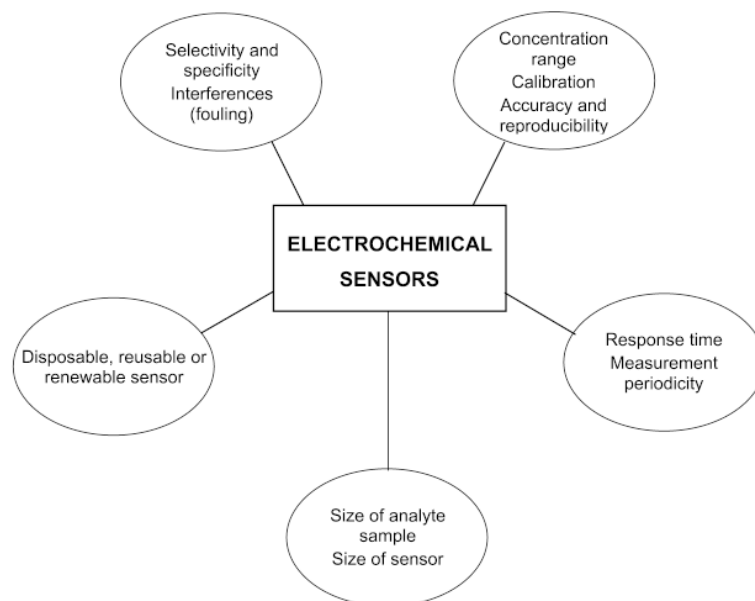 Selectivity and
specificity
Interferences
(fouling)
Concentration
range
Calibration
Accuracy and
reproducibility
ELECTROCHEMICAL
SENSORS
Disposable, reusable or
renewable sensor
Response time
Measurement
periodicity
Size of analyte
sample
Size of sensor